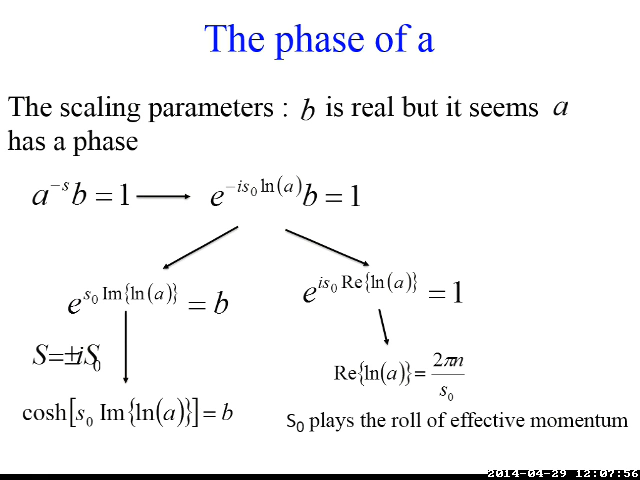 The phase of a
The scaling parameters : b is real but it seems a
has a phase
a^{-s}b = 1 → e^{-is_0 ln(a)}b = 1
e^{s_0 Im{ln(a)}} = b
e^{is_0 Re{ln(a)}} = 1
S=±iS_0
Re{ln(a)} = 2πn/s_0
cosh[s_0 Im{ln(a)}] = b
S_0 plays the roll of effective momentum
2014-04-29 12:07:56